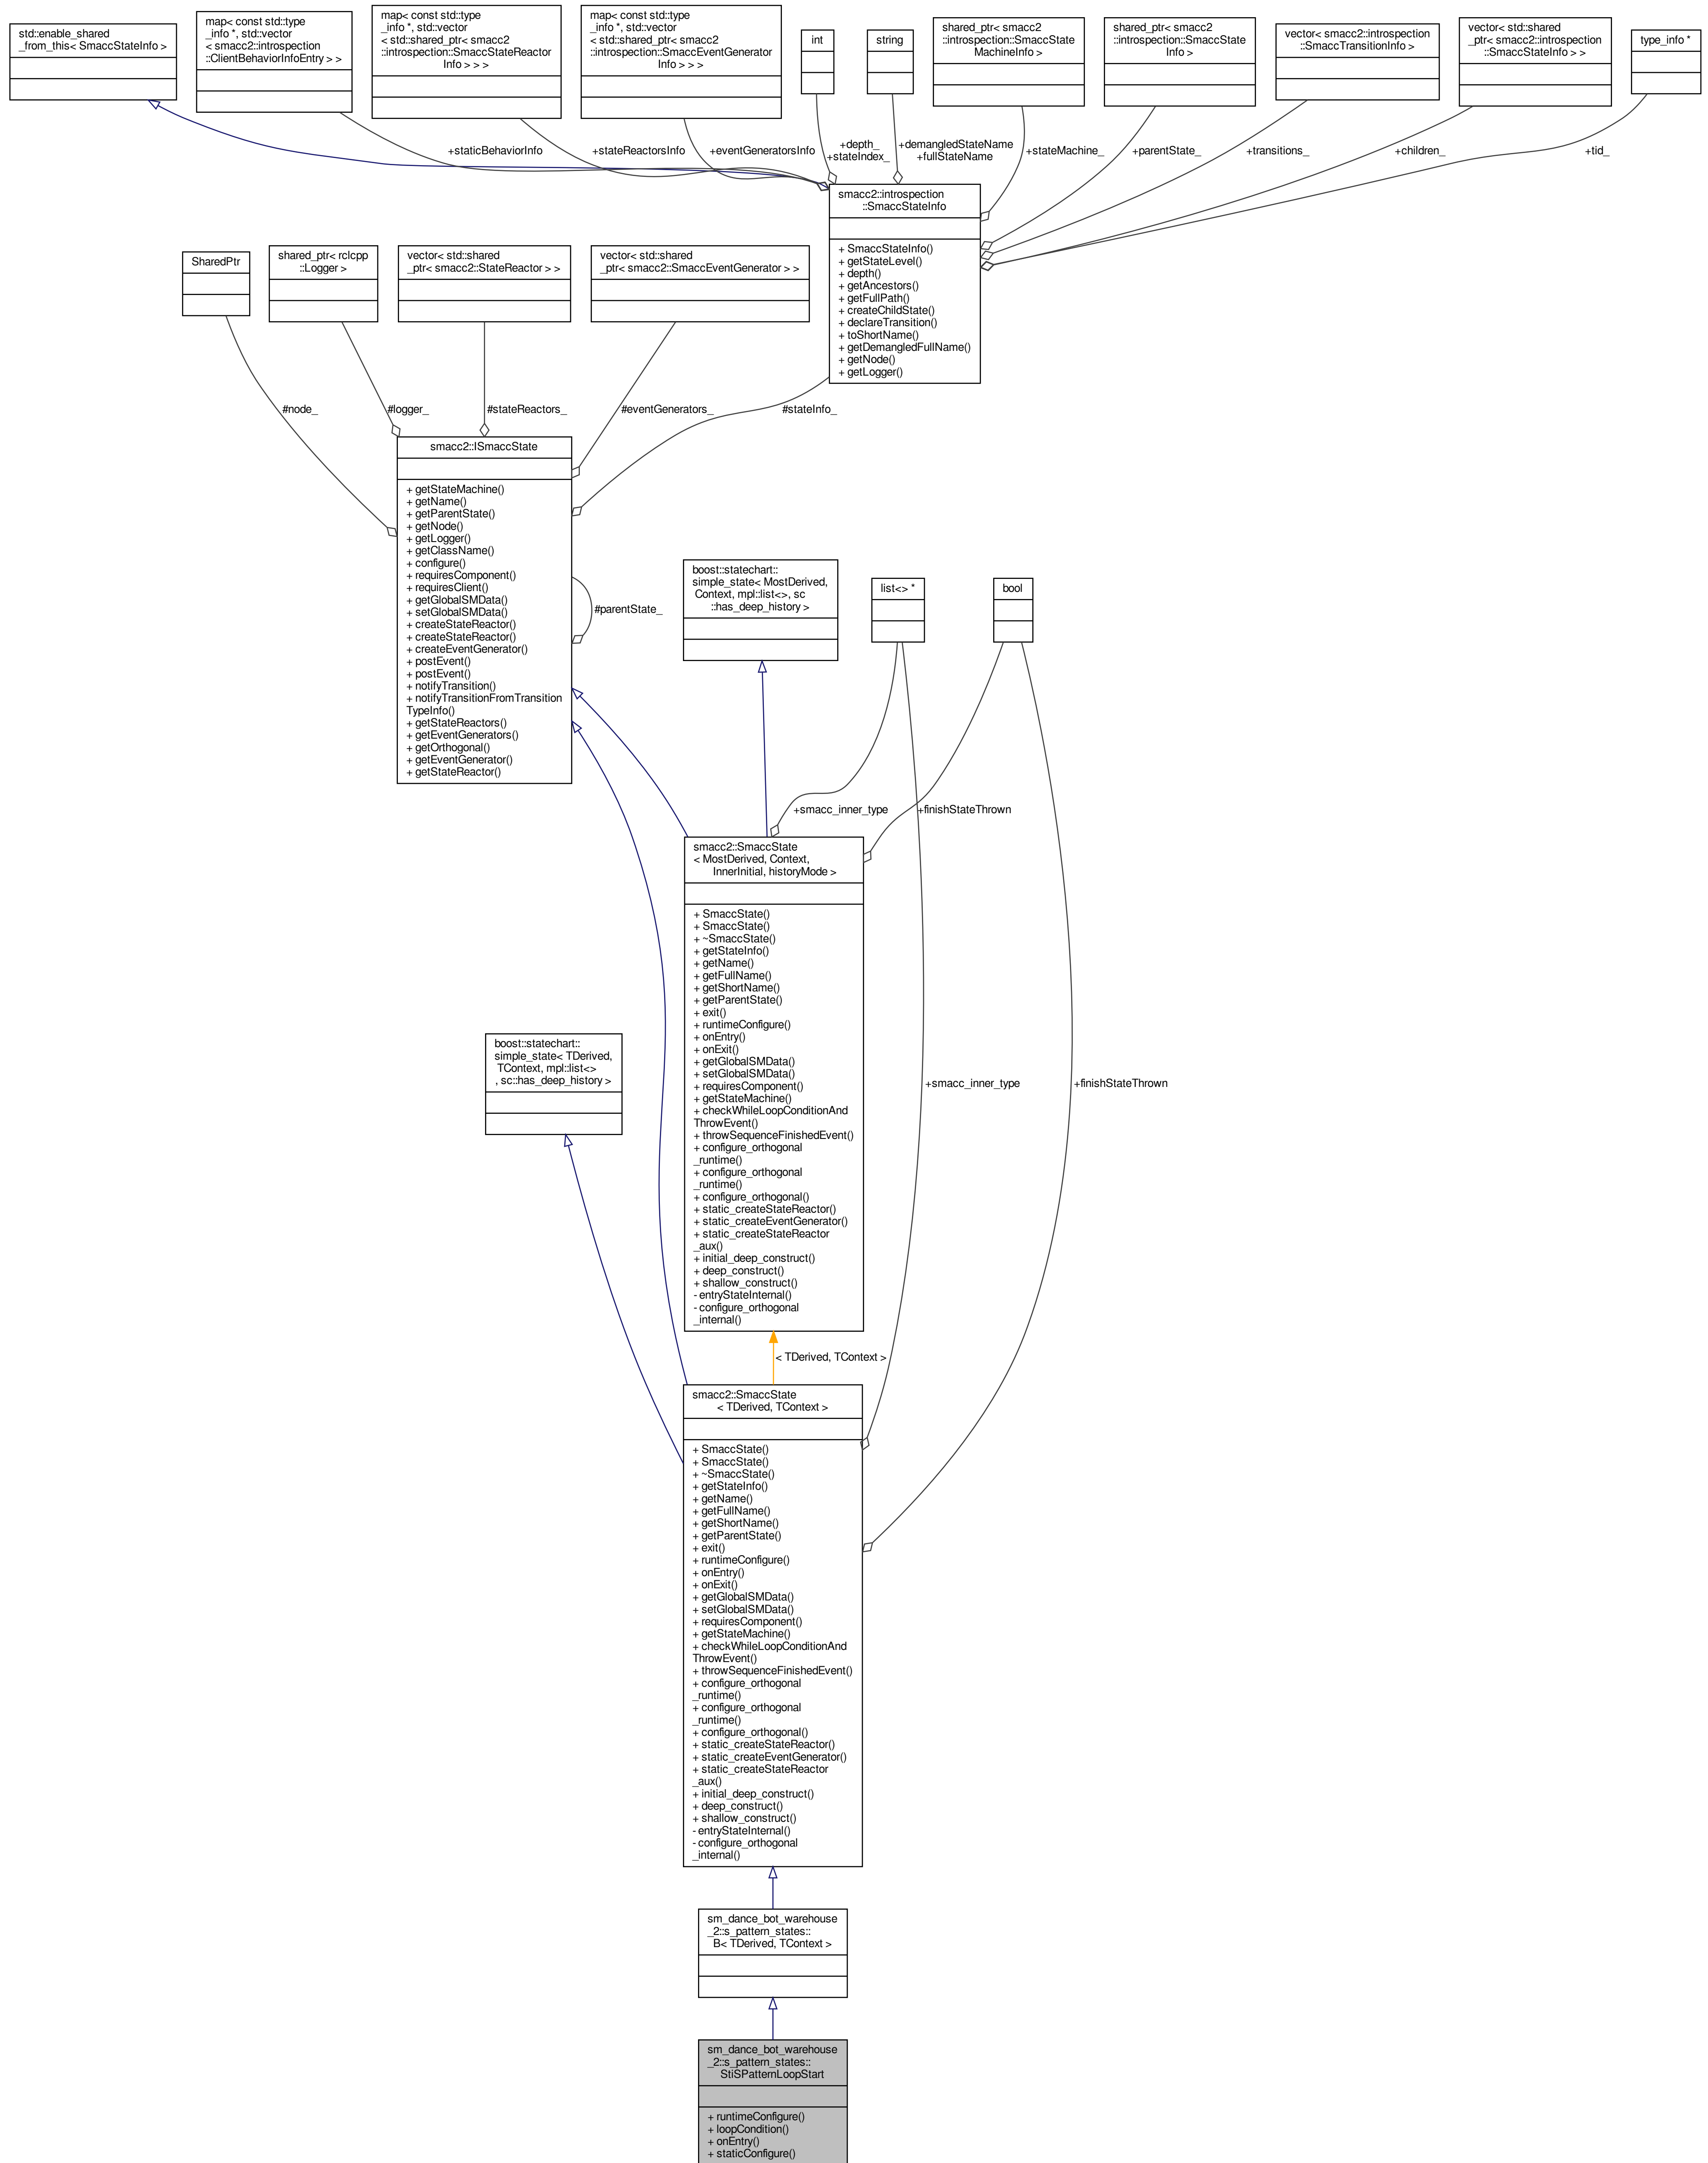 std::enable_shared
_from_this< SmaccStateInfo >
map< const std::type
_info *, std::vector
< smacc2::introspection
::ClientBehaviorInfoEntry > >
map< const std::type
_info *, std::vector
< std::shared_ptr< smacc2
::introspection::SmaccStateReactor
Info > > >
map< const std::type
_info *, std::vector
< std::shared_ptr< smacc2
::introspection::SmaccEventGenerator
Info > > >
int
string
shared_ptr< smacc2
::introspection::SmaccState
MachineInfo >
shared_ptr< smacc2
::introspection::SmaccState
Info >
vector< smacc2::introspection
::SmaccTransitionInfo >
vector< std::shared
_ptr< smacc2::introspection
::SmaccStateInfo > >
type_info *
+staticBehaviorInfo
+stateReactorsInfo
+eventGeneratorsInfo
+depth_
+stateIndex_
+demangledStateName
+fullStateName
+stateMachine_
+parentState_
+transitions_
+children_
+tid_
smacc2::introspection
::SmaccStateInfo
+ SmaccStateInfo()
+ getStateLevel()
+ depth()
+ getAncestors()
+ getFullPath()
+ createChildState()
+ declareTransition()
+ toShortName()
+ getDemangledFullName()
+ getNode()
+ getLogger()
SharedPtr
shared_ptr< rclcpp
::Logger >
vector< std::shared
_ptr< smacc2::StateReactor > >
vector< std::shared
_ptr< smacc2::SmaccEventGenerator > >
#node_
#logger_
#stateReactors_
#eventGenerators_
#stateInfo_
smacc2::ISmaccState
+ getStateMachine()
+ getName()
+ getParentState()
+ getNode()
+ getLogger()
+ getClassName()
+ configure()
+ requiresComponent()
+ requiresClient()
+ getGlobalSMData()
+ setGlobalSMData()
+ createStateReactor()
+ createStateReactor()
+ createEventGenerator()
+ postEvent()
+ postEvent()
+ notifyTransition()
+ notifyTransitionFromTransition
TypeInfo()
+ getStateReactors()
+ getEventGenerators()
+ getOrthogonal()
+ getEventGenerator()
+ getStateReactor()
#parentState_
boost::statechart::
simple_state< MostDerived,
Context, mpl::list<>, sc
::has_deep_history >
list<> *
bool
+smacc_inner_type
+finishStateThrown
smacc2::SmaccState
< MostDerived, Context,
InnerInitial, historyMode >
+ SmaccState()
+ SmaccState()
+ ~SmaccState()
+ getStateInfo()
+ getName()
+ getFullName()
+ getShortName()
+ getParentState()
+ exit()
+ runtimeConfigure()
+ onEntry()
+ onExit()
+ getGlobalSMData()
+ setGlobalSMData()
+ requiresComponent()
+ getStateMachine()
+ checkWhileLoopConditionAnd
ThrowEvent()
+ throwSequenceFinishedEvent()
+ configure_orthogonal
_runtime()
+ configure_orthogonal
_runtime()
+ configure_orthogonal()
+ static_createStateReactor()
+ static_createEventGenerator()
+ static_createStateReactor
_aux()
+ initial_deep_construct()
+ deep_construct()
+ shallow_construct()
- entryStateInternal()
- configure_orthogonal
_internal()
boost::statechart::
simple_state< TDerived,
TContext, mpl::list<>
, sc::has_deep_history >
+smacc_inner_type
+finishStateThrown
< TDerived, TContext >
smacc2::SmaccState
< TDerived, TContext >
+ SmaccState()
+ SmaccState()
+ ~SmaccState()
+ getStateInfo()
+ getName()
+ getFullName()
+ getShortName()
+ getParentState()
+ exit()
+ runtimeConfigure()
+ onEntry()
+ onExit()
+ getGlobalSMData()
+ setGlobalSMData()
+ requiresComponent()
+ getStateMachine()
+ checkWhileLoopConditionAnd
ThrowEvent()
+ throwSequenceFinishedEvent()
+ configure_orthogonal
_runtime()
+ configure_orthogonal
_runtime()
+ configure_orthogonal()
+ static_createStateReactor()
+ static_createEventGenerator()
+ static_createStateReactor
_aux()
+ initial_deep_construct()
+ deep_construct()
+ shallow_construct()
- entryStateInternal()
- configure_orthogonal
_internal()
sm_dance_bot_warehouse
_2::s_pattern_states::
B< TDerived, TContext >
sm_dance_bot_warehouse
_2::s_pattern_states::
StiSPatternLoopStart
+ runtimeConfigure()
+ loopCondition()
+ onEntry()
+ staticConfigure()